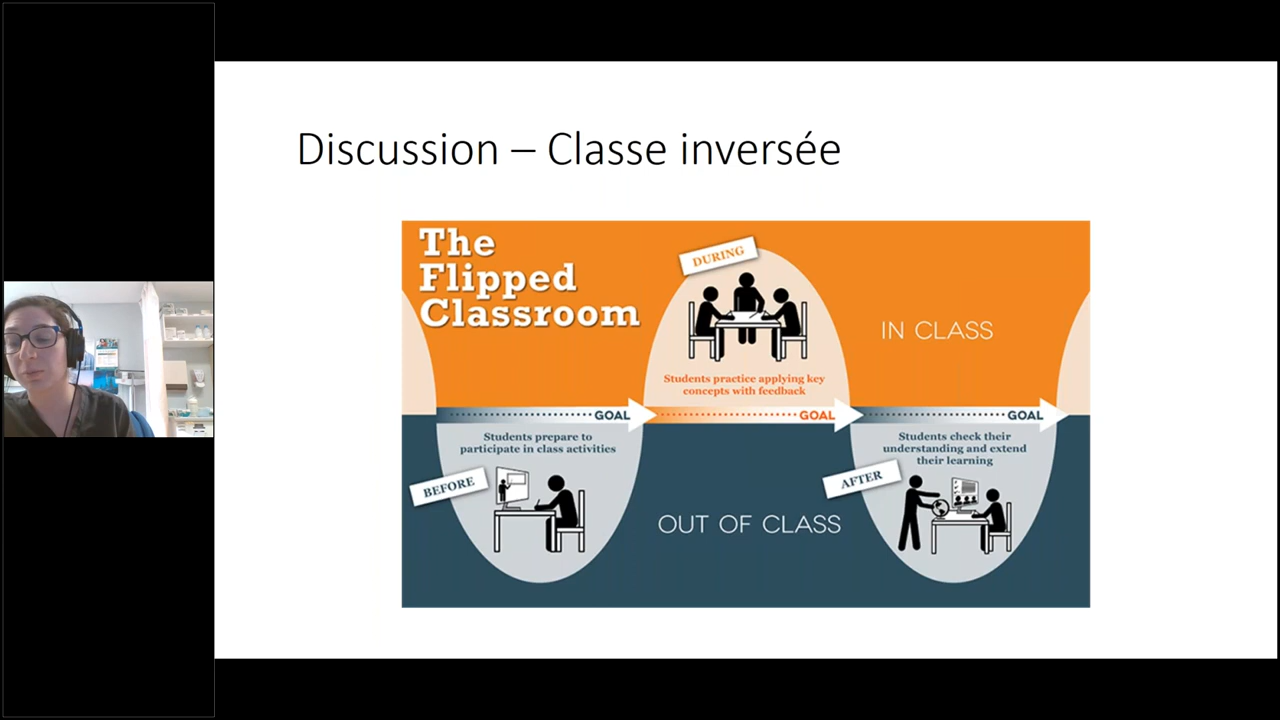 Discussion – Classe inversée
The
Flipped
Classroom
DURING
IN CLASS
Students practice applying key
concepts with feedback
GOAL
GOAL
GOAL
Students prepare to
participate in class activities
BEFORE
OUT OF CLASS
Students check their
understanding and extend
their learning
AFTER